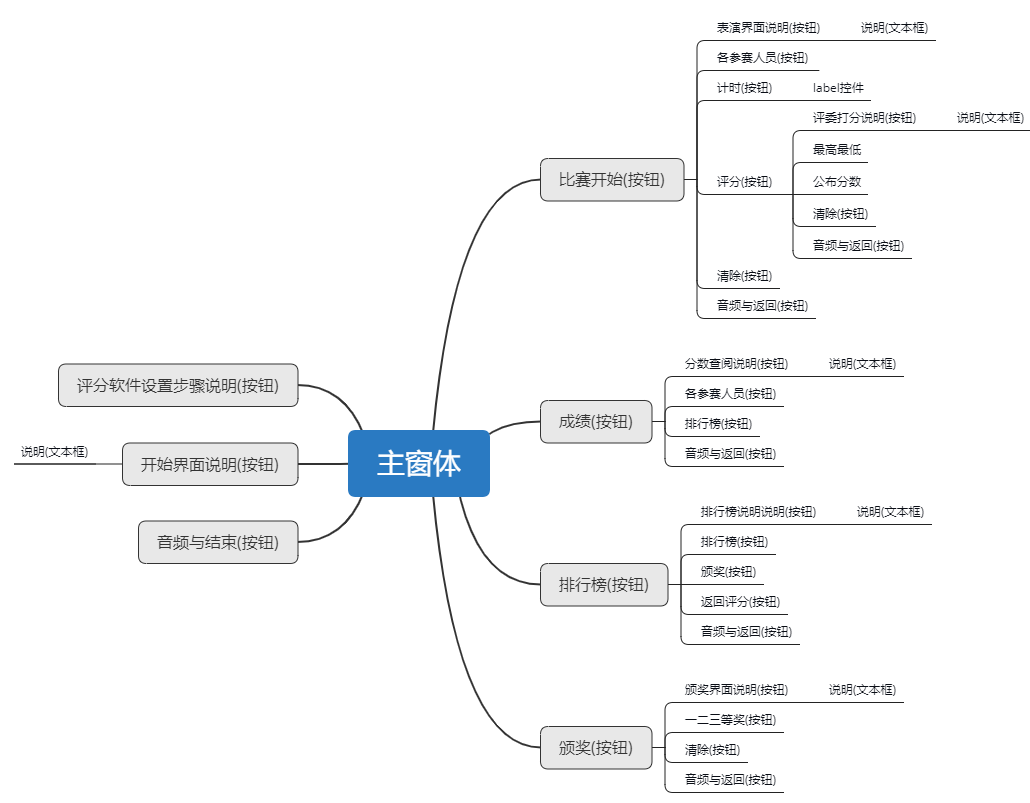 主窗体
比赛开始(按钮)
表演界面说明(按钮)
说明(文本框)
各参赛人员(按钮)
计时(按钮)
label控件
评分(按钮)
评委打分说明(按钮)
说明(文本框)
最高最低
公布分数
清除(按钮)
音频与返回(按钮)
清除(按钮)
音频与返回(按钮)
成绩(按钮)
分数查阅说明(按钮)
说明(文本框)
各参赛人员(按钮)
排行榜(按钮)
音频与返回(按钮)
排行榜(按钮)
排行榜说明说明(按钮)
说明(文本框)
排行榜(按钮)
颁奖(按钮)
返回评分(按钮)
音频与返回(按钮)
颁奖(按钮)
颁奖界面说明(按钮)
说明(文本框)
一二三等奖(按钮)
清除(按钮)
音频与返回(按钮)
评分软件设置步骤说明(按钮)
开始界面说明(按钮)
说明(文本框)
音频与结束(按钮)